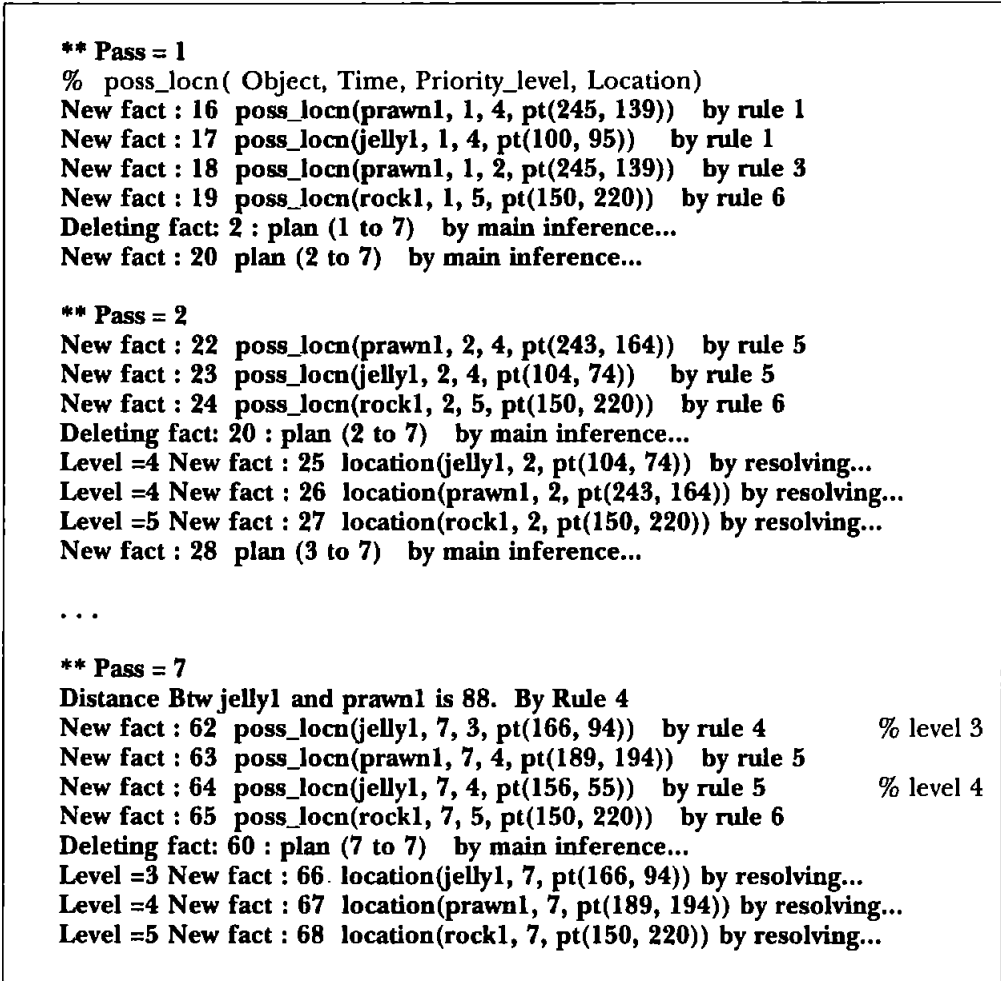 ** Pass = 1
% poss_locn( Object, Time, Priority_level, Location)
New fact : 16 poss_locn(prawn1, 1, 4, pt(245, 139)) by rule 1
New fact : 17 poss_locn(jelly1, 1, 4, pt(100, 95)) by rule 1
New fact : 18 poss_locn(prawn1, 1, 2, pt(245, 139)) by rule 3
New fact : 19 poss_locn(rock1, 1, 5, pt(150, 220)) by rule 6
Deleting fact: 2 : plan (1 to 7) by main inference...
New fact : 20 plan (2 to 7) by main inference...
** Pass = 2
New fact : 22 poss_locn(prawn1, 2, 4, pt(243, 164)) by rule 5
New fact : 23 poss_locn(jelly1, 2, 4, pt(104, 74)) by rule 5
New fact : 24 poss_locn(rock1, 2, 5, pt(150, 220)) by rule 6
Deleting fact: 20 : plan (2 to 7) by main inference...
Level =4 New fact : 25 location(jelly1, 2, pt(104, 74)) by resolving...
Level =4 New fact : 26 location(prawn1, 2, pt(243, 164)) by resolving...
Level =5 New fact : 27 location(rock1, 2, pt(150, 220)) by resolving...
New fact : 28 plan (3 to 7) by main inference...
. . .
** Pass = 7
Distance Btw jelly1 and prawn1 is 88. By Rule 4
New fact : 62 poss_locn(jelly1, 7, 3, pt(166, 94)) by rule 4 % level 3
New fact : 63 poss_locn(prawn1, 7, 4, pt(189, 194)) by rule 5
New fact : 64 poss_locn(jelly1, 7, 4, pt(156, 55)) by rule 5 % level 4
New fact : 65 poss_locn(rock1, 7, 5, pt(150, 220)) by rule 6
Deleting fact: 60 : plan (7 to 7) by main inference...
Level =3 New fact : 66 location(jelly1, 7, pt(166, 94)) by resolving...
Level =4 New fact : 67 location(prawn1, 7, pt(189, 194)) by resolving...
Level =5 New fact : 68 location(rock1, 7, pt(150, 220)) by resolving...